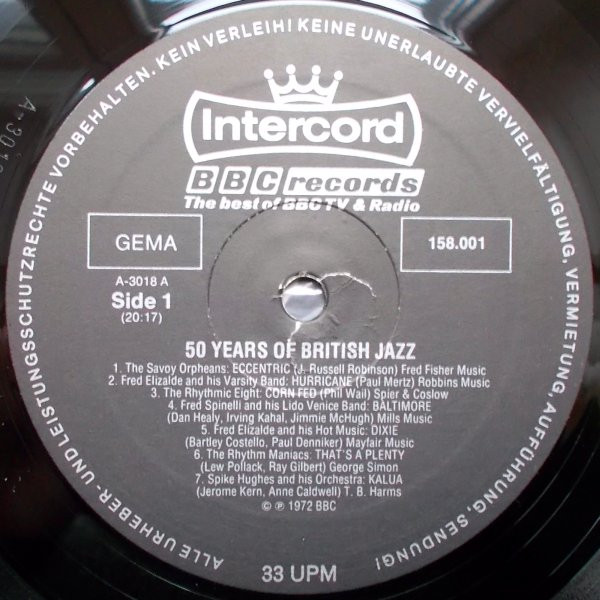 ALLE URHEBER- UND LEISTUNGSSCHUTZRECHTE VORBEHALTEN. KEIN VERLEIH! KEINE UNERLAUBTE VERVIELFÄLTIGUNG, VERMIETUNG, AUFFÜHRUNG, SENDUNG!
Intercord
BBC records
The best of BBC TV & Radio
GEMA
158.001
A-3018 A
Side 1
(20:17)
50 YEARS OF BRITISH JAZZ
1. The Savoy Orpheans: ECCENTRIC (J. Russell Robinson) Fred Fisher Music
2. Fred Elizalde and his Varsity Band: HURRICANE (Paul Mertz) Robbins Music
3. The Rhythmic Eight: CORN FED (Phil Wail) Spier & Coslow
4. Fred Spinelli and his Lido Venice Band: BALTIMORE
(Dan Healy, Irving Kahal, Jimmie McHugh) Mills Music
5. Fred Elizalde and his Hot Music: DIXIE
(Bartley Costello, Paul Denniker) Mayfair Music
6. The Rhythm Maniacs: THAT'S A PLENTY
(Lew Pollack, Ray Gilbert) George Simon
7. Spike Hughes and his Orchestra: KALUA
(Jerome Kern, Anne Caldwell) T. B. Harms
© ℗ 1972 BBC
33 UPM